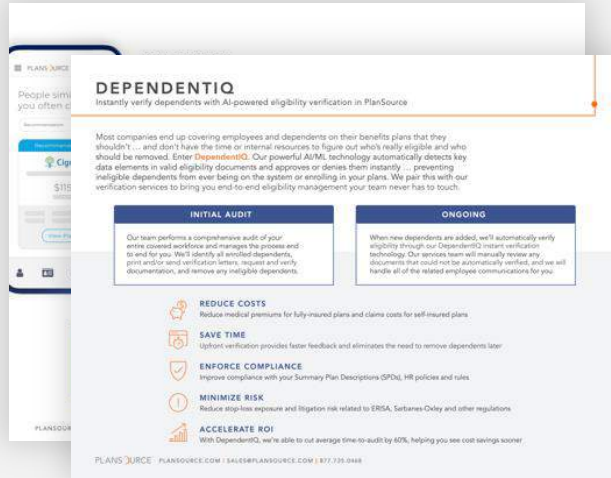 PLANSOURCE
People simi
you often c
Recommended
Cign
$115
View Pla
PLANSOUR
DEPENDENTIQ
Instantly verify dependents with AI-powered eligibility verification in PlanSource
Most companies end up covering employees and dependents on their benefits plans that they
shouldn't ... and don't have the time or internal resources to figure out who's really eligible and who
should be removed. Enter DependentIQ. Our powerful AI/ML technology automatically detects key
data elements in valid eligibility documents and approves or denies them instantly ... preventing
ineligible dependents from ever being on the system or enrolling in your plans. We pair this with our
verification services to bring you end-to-end eligibility management your team never has to touch.
INITIAL AUDIT
Our team performs a comprehensive audit of your
entire covered workforce and manages the process end
to end for you. We'll identify all enrolled dependents,
print and/or send verification letters, request and verify
documentation, and remove any ineligible dependents.
ONGOING
When new dependents are added, we'll automatically verify
eligibility through our DependentIQ instant verification
technology. Our services team will manually review any
documents that could not be automatically verified, and we will
handle all of the related employee communications for you.
REDUCE COSTS
Reduce medical premiums for fully-insured plans and claims costs for self-insured plans
SAVE TIME
Upfront verification provides faster feedback and eliminates the need to remove dependents later
ENFORCE COMPLIANCE
Improve compliance with your Summary Plan Descriptions (SPDs), HR policies and rules
MINIMIZE RISK
Reduce stop-loss exposure and litigation risk related to ERISA, Sarbanes-Oxley and other regulations
ACCELERATE ROI
With DependentIQ, we're able to cut average time-to-audit by 60%, helping you see cost savings sooner
PLANSOURCE PLANSOURCE.COM | SALES@PLANSOURCE.COM | 877.735.0468